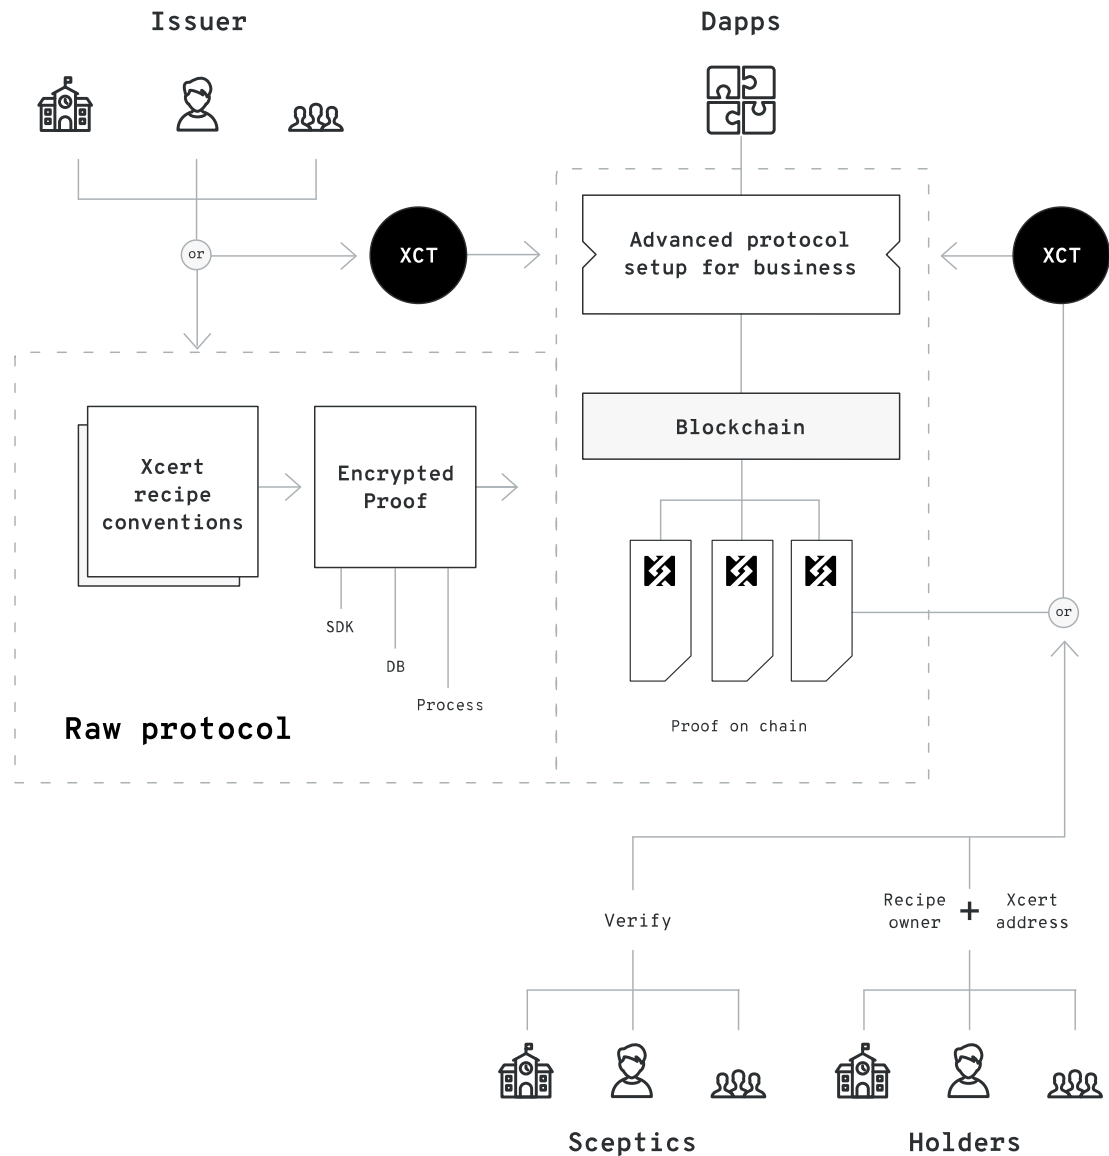 Issuer
Dapps
or
XCT
Advanced protocol
setup for business
XCT
Xcert
recipe
conventions
Encrypted
Proof
Blockchain
SDK
DB
Process
Raw protocol
Proof on chain
or
Verify
Recipe
owner
+
Xcert
address
Sceptics
Holders